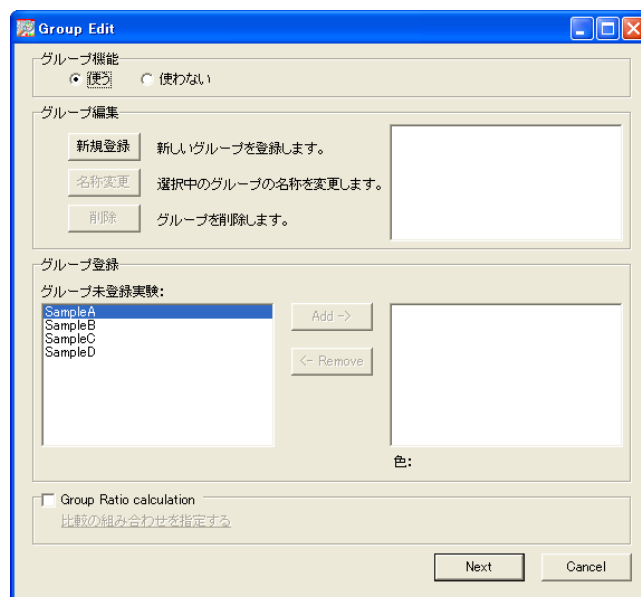 Group Edit
グループ機能
使う 使わない
グループ編集
新規登録 新しいグループを登録します。
名称変更 選択中のグループの名称を変更します。
削除 グループを削除します。
グループ登録
グループ未登録実験:
SampleA
SampleB
SampleC
SampleD
Add ->
<- Remove
色:
Group Ratio calculation
比較の組み合わせを指定する
Next Cancel